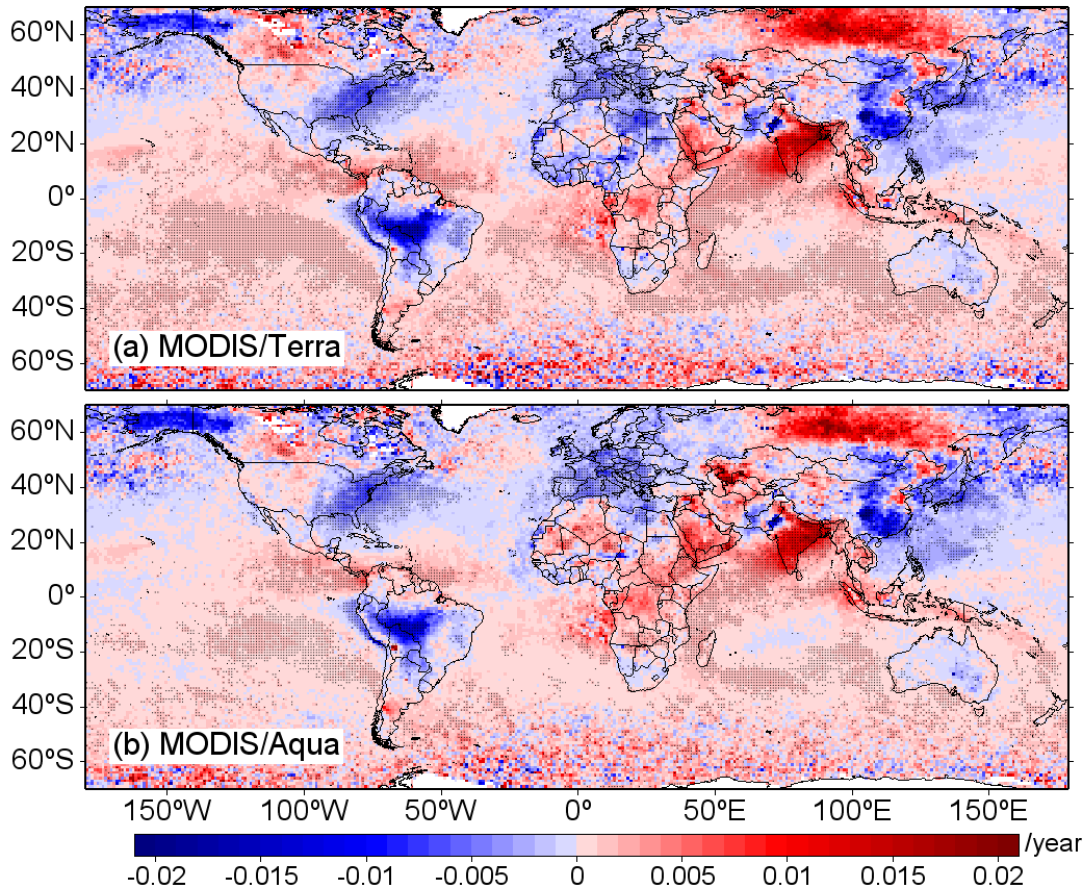 60ºN
40ºN
20ºN
0º
20ºS
40ºS
60ºS
(a) MODIS/Terra
60ºN
40ºN
20ºN
0º
20ºS
40ºS
60ºS
(b) MODIS/Aqua
150ºW 100ºW 50ºW 0º 50ºE 100ºE 150ºE
/year
-0.02 -0.015 -0.01 -0.005 0 0.005 0.01 0.015 0.02